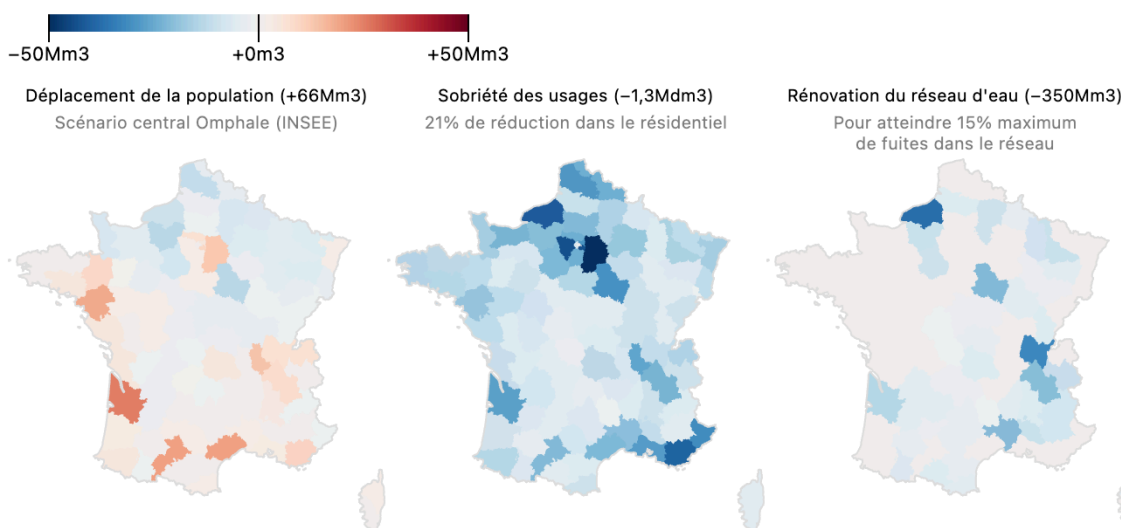 −50Mm3 +0m3 +50Mm3
Déplacement de la population (+66Mm3)
Scénario central Omphale (INSEE)
Sobriété des usages (−1,3Mdm3)
21% de réduction dans le résidentiel
Rénovation du réseau d'eau (−350Mm3)
Pour atteindre 15% maximum
de fuites dans le réseau